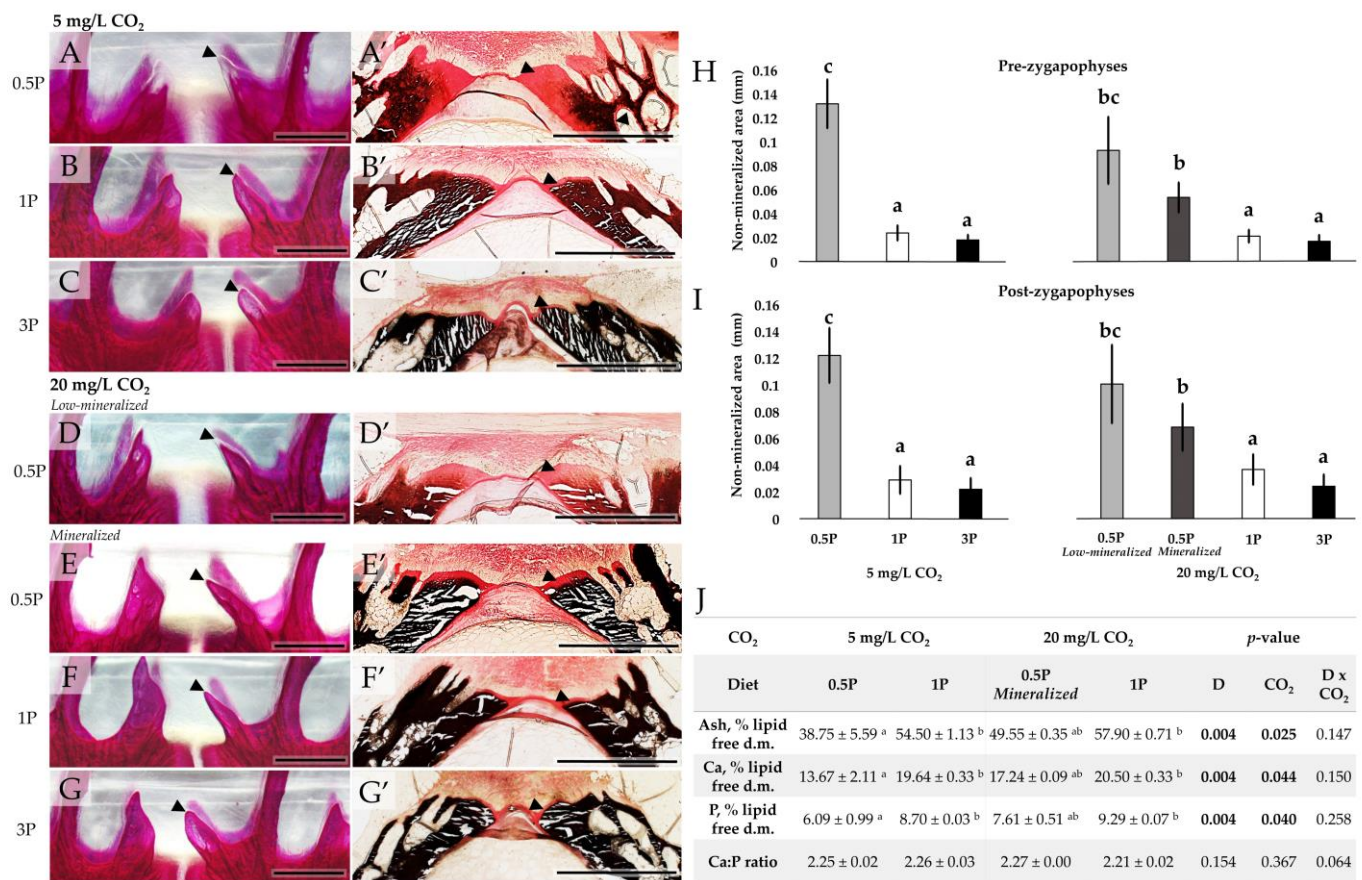 5 mg/L CO₂
0.5P
A
A′
1P
B
B′
3P
C
C′
20 mg/L CO₂
Low-mineralized
0.5P
D
D′
Mineralized
0.5P
E
E′
1P
F
F′
3P
G
G′
H
Pre-zygapophyses
Non-mineralized area (mm)
0.16
0.14
0.12
0.1
0.08
0.06
0.04
0.02
0
c
a
a
bc
b
a
a
I
Post-zygapophyses
Non-mineralized area (mm)
0.16
0.14
0.12
0.1
0.08
0.06
0.04
0.02
0
c
a
a
bc
b
a
a
0.5P 1P 3P
0.5P 0.5P 1P 3P
Low-mineralized Mineralized
5 mg/L CO₂ 20 mg/L CO₂
J
CO₂ 5 mg/L CO₂ 20 mg/L CO₂ p-value
Diet 0.5P 1P 0.5P Mineralized 1P D CO₂ D x CO₂
Ash, % lipid free d.m. 38.75 ± 5.59 ᵃ 54.50 ± 1.13 ᵇ 49.55 ± 0.35 ᵃᵇ 57.90 ± 0.71 ᵇ 0.004 0.025 0.147
Ca, % lipid free d.m. 13.67 ± 2.11 ᵃ 19.64 ± 0.33 ᵇ 17.24 ± 0.09 ᵃᵇ 20.50 ± 0.33 ᵇ 0.004 0.044 0.150
P, % lipid free d.m. 6.09 ± 0.99 ᵃ 8.70 ± 0.03 ᵇ 7.61 ± 0.51 ᵃᵇ 9.29 ± 0.07 ᵇ 0.004 0.040 0.258
Ca:P ratio 2.25 ± 0.02 2.26 ± 0.03 2.27 ± 0.00 2.21 ± 0.02 0.154 0.367 0.064